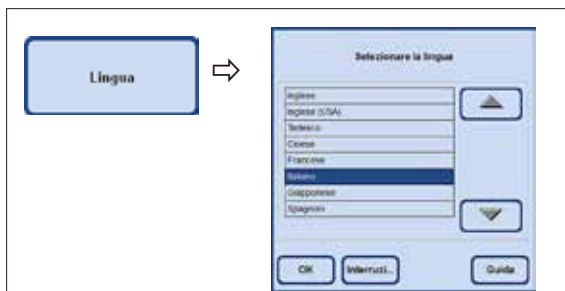 Lingua
Selezionare la lingua
Inglese
Inglese (USA)
Tedesco
Cinese
Francese
Italiano
Giapponese
Spagnolo
OK
Interruzi...
Guida